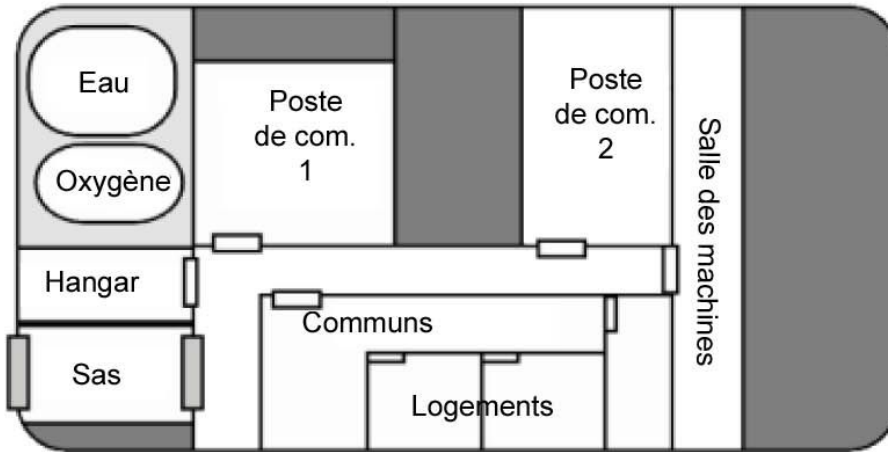 Eau
Oxygène
Poste
de com.
1
Poste
de com.
2
Salle des machines
Hangar
Communs
Sas
Logements